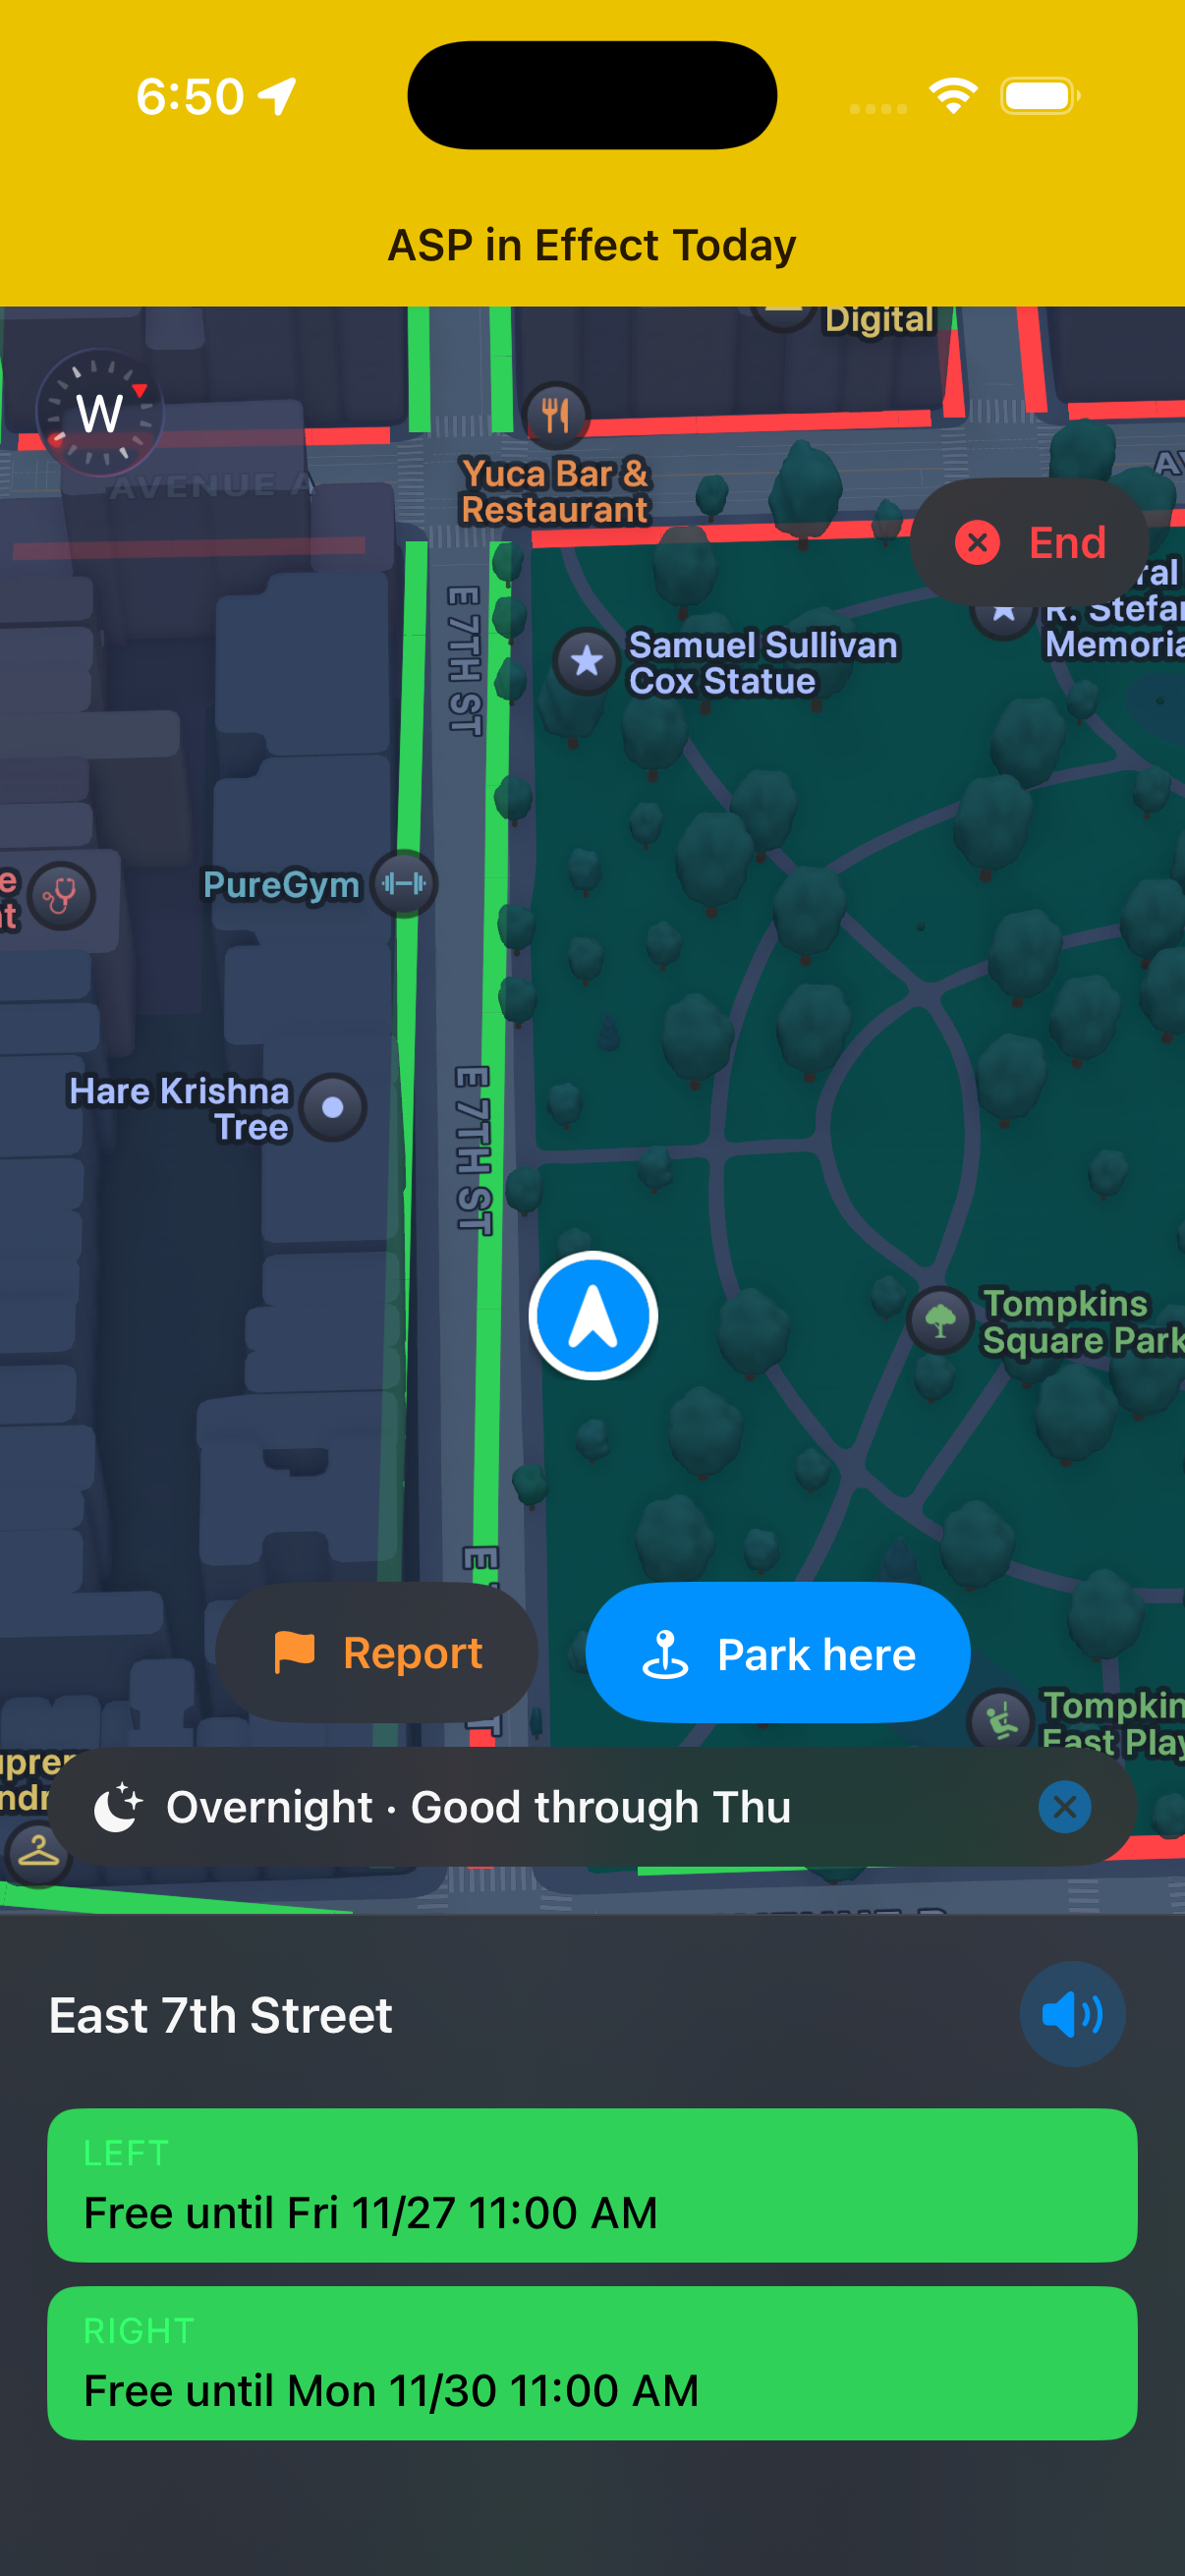 6:50
ASP in Effect Today
Digital
W
AVENUE A
Yuca Bar &
Restaurant
End
R. Stefa
Memoria
E 7TH ST
Samuel Sullivan
Cox Statue
PureGym
Hare Krishna
Tree
E 7TH ST
Tompkins
Square Park
Report
Park here
Tompkin
East Play
Overnight · Good through Thu
East 7th Street
LEFT
Free until Fri 11/27 11:00 AM
RIGHT
Free until Mon 11/30 11:00 AM